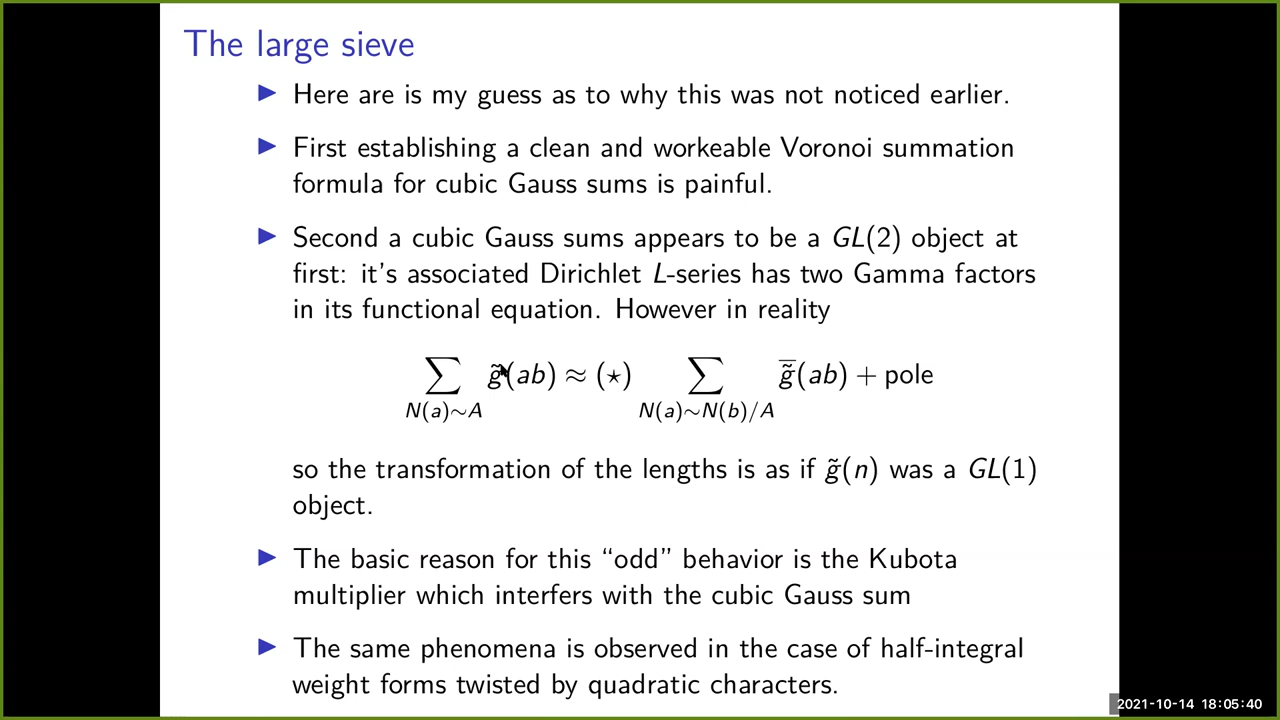 The large sieve
▶ Here are is my guess as to why this was not noticed earlier.
▶ First establishing a clean and workeable Voronoi summation
formula for cubic Gauss sums is painful.
▶ Second a cubic Gauss sums appears to be a GL(2) object at
first: it's associated Dirichlet L-series has two Gamma factors
in its functional equation. However in reality
∑_{N(a)∼A} g̃(ab) ≈ (⋆) ∑_{N(a)∼N(b)/A} \overline{g̃}(ab) + pole
so the transformation of the lengths is as if g̃(n) was a GL(1)
object.
▶ The basic reason for this “odd” behavior is the Kubota
multiplier which interfers with the cubic Gauss sum
▶ The same phenomena is observed in the case of half-integral
weight forms twisted by quadratic characters.
2021-10-14 18:05:40